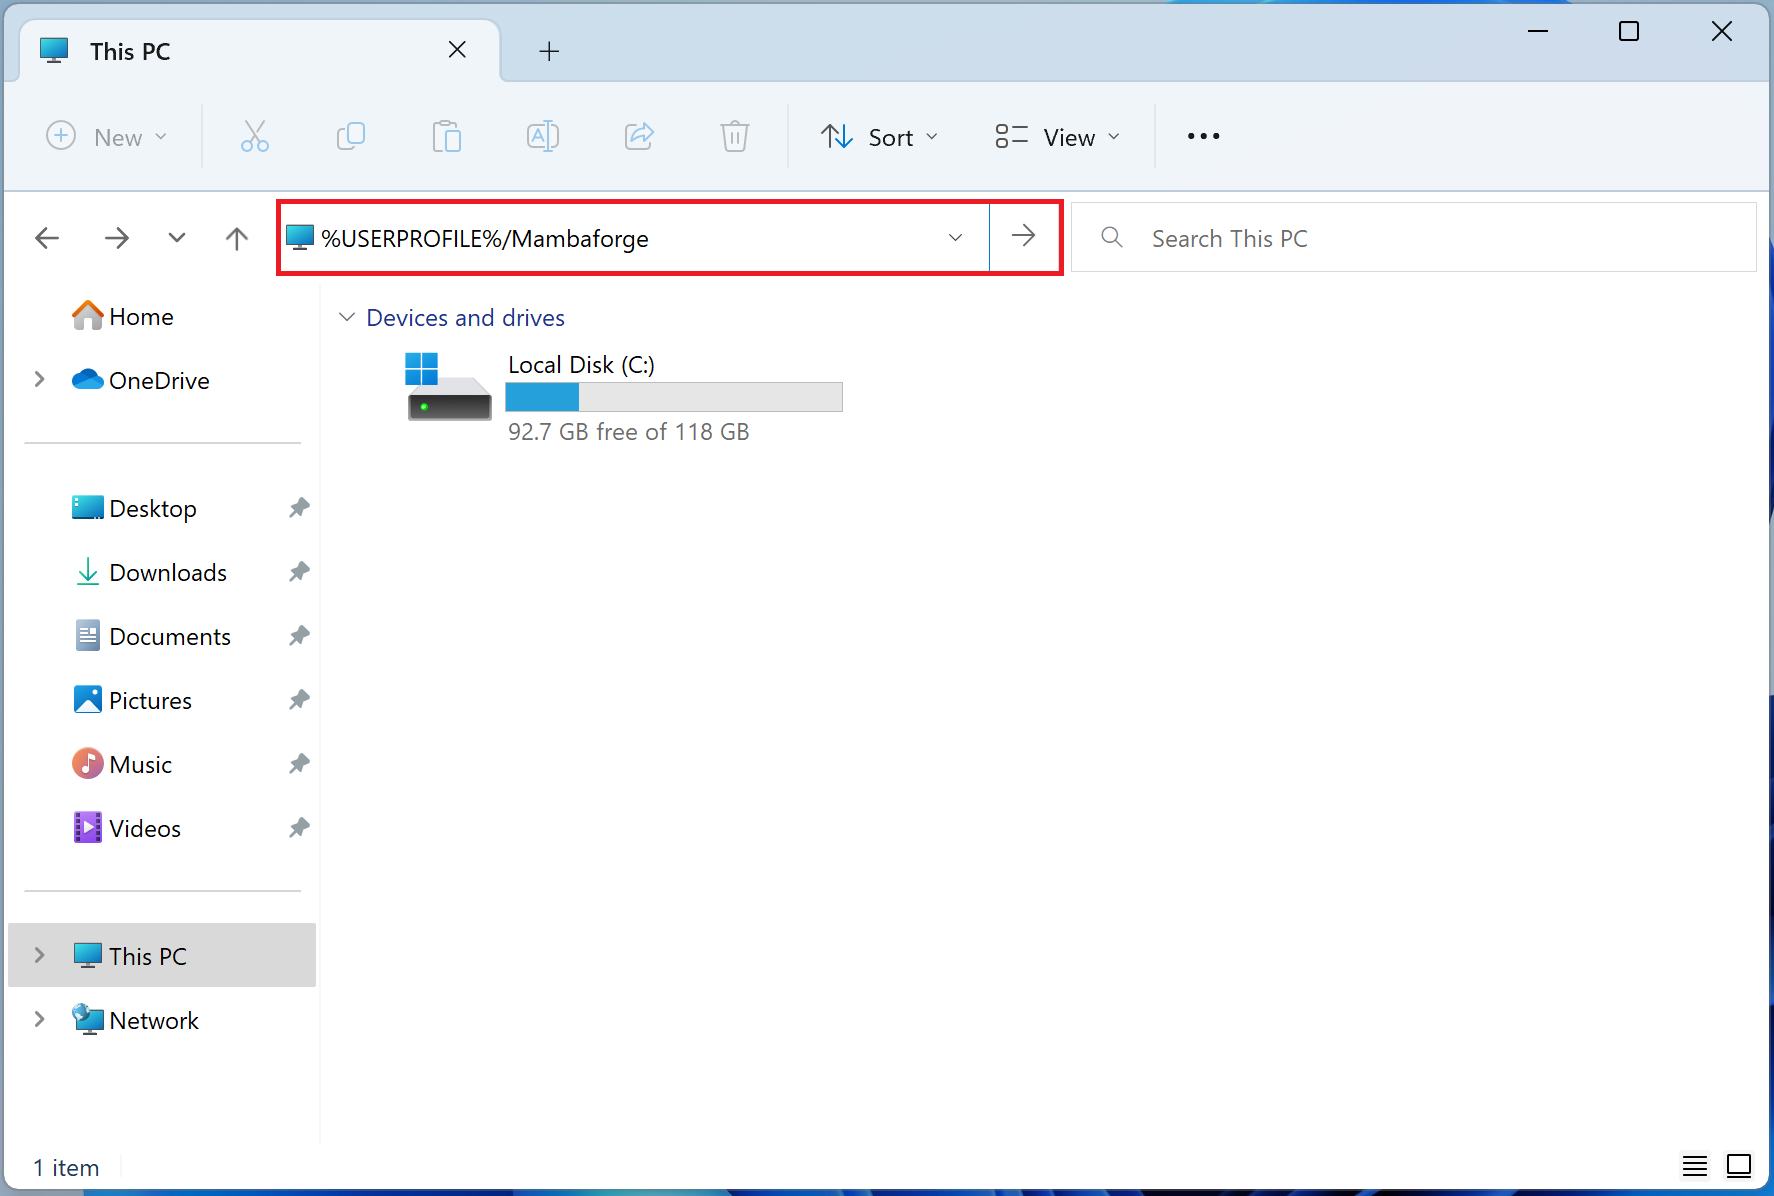 This PC
New
Sort
View
%USERPROFILE%/Mambaforge
Search This PC
Home
OneDrive
Desktop
Downloads
Documents
Pictures
Music
Videos
This PC
Network
Devices and drives
Local Disk (C:)
92.7 GB free of 118 GB
1 item